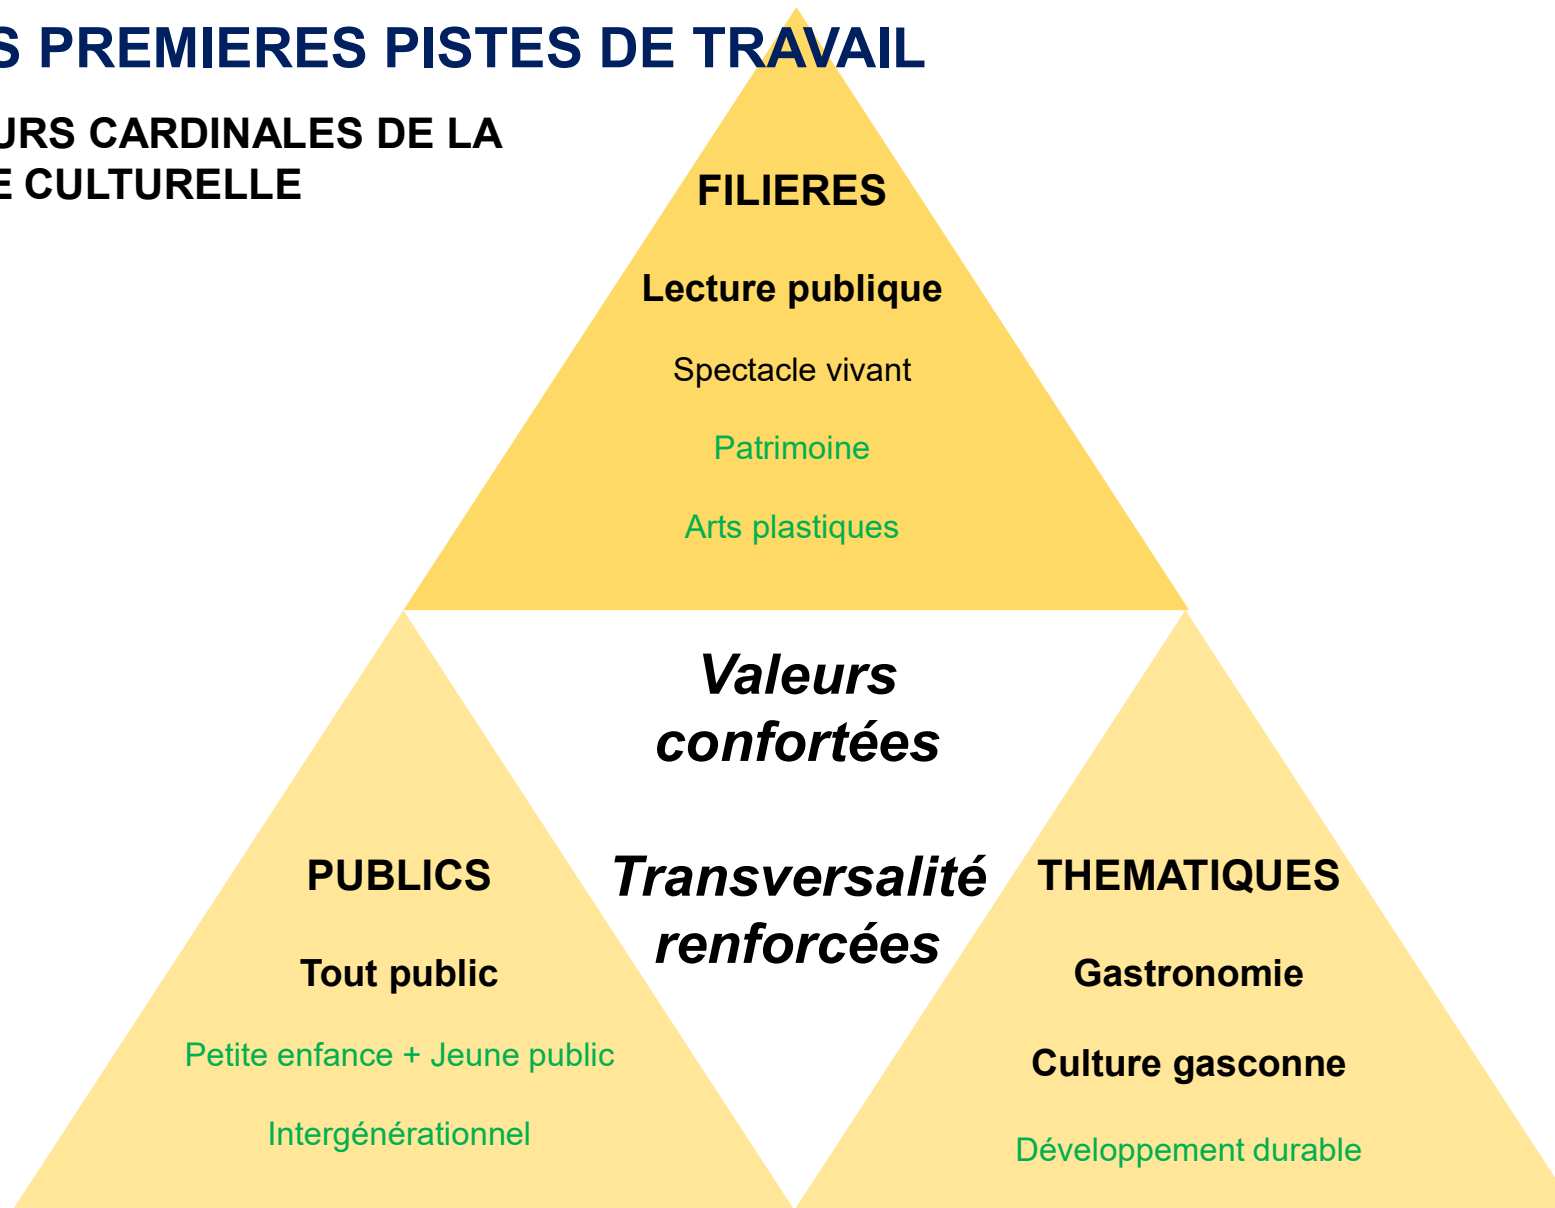 S PREMIERES PISTES DE TRAVAIL
URS CARDINALES DE LA
E CULTURELLE
FILIERES
Lecture publique
Spectacle vivant
Patrimoine
Arts plastiques
Valeurs
confortées
Transversalité
renforcées
PUBLICS
Tout public
Petite enfance + Jeune public
Intergénérationnel
THEMATIQUES
Gastronomie
Culture gasconne
Développement durable